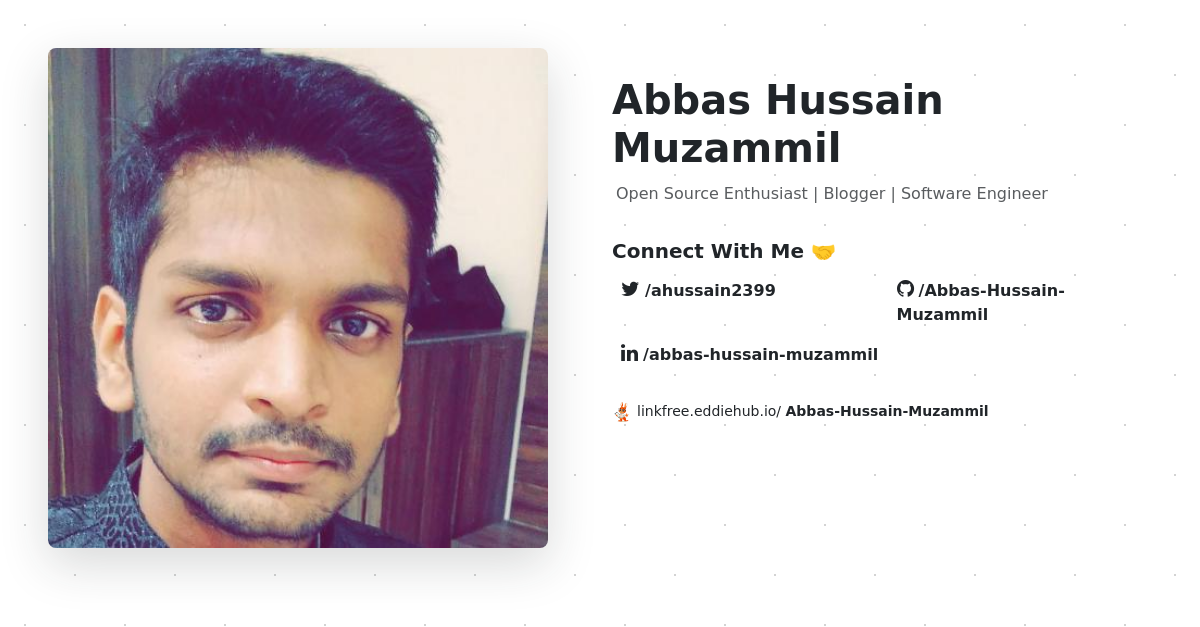 Abbas Hussain
Muzammil
Open Source Enthusiast | Blogger | Software Engineer
Connect With Me 🤝
/ahussain2399
/Abbas-Hussain-
Muzammil
/abbas-hussain-muzammil
linkfree.eddiehub.io/ Abbas-Hussain-Muzammil